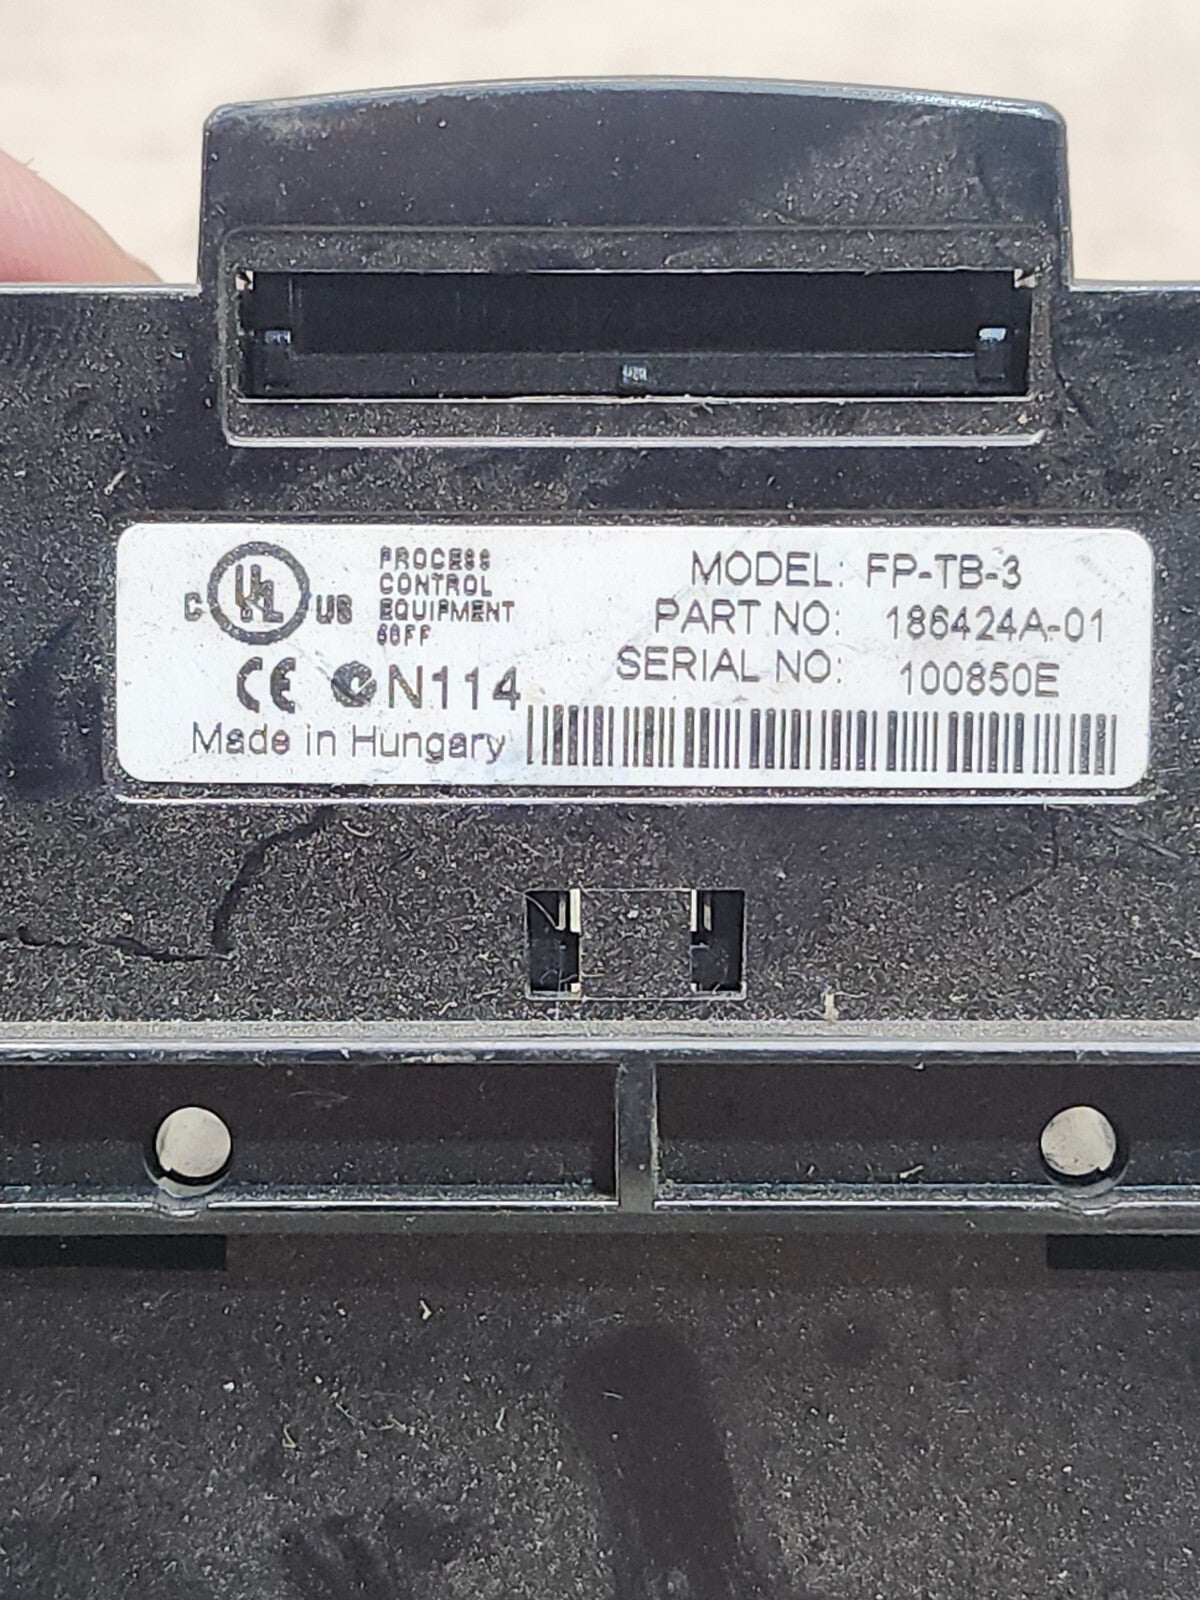 C UL US
PROCESS
CONTROL
EQUIPMENT
66FF
CE N114
Made in Hungary
MODEL: FP-TB-3
PART NO: 186424A-01
SERIAL NO: 100850E